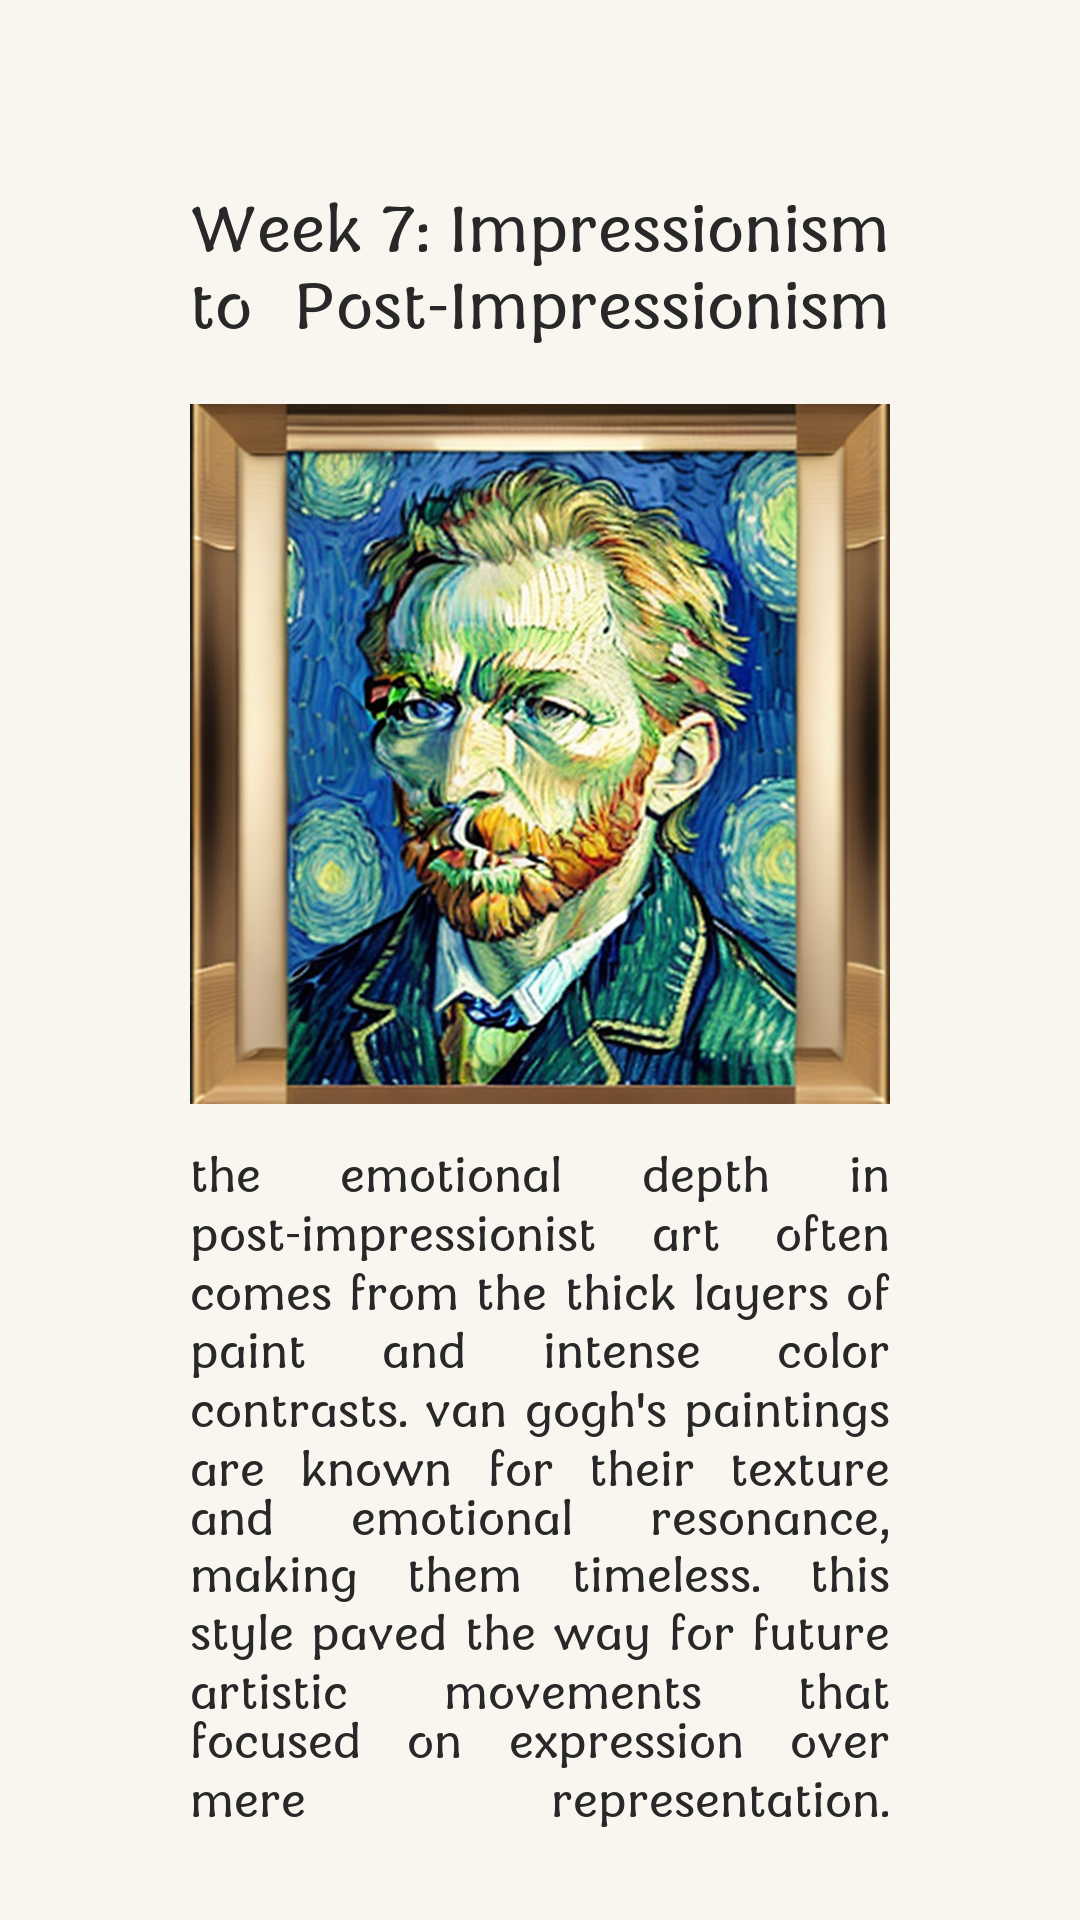 Week 7: Impressionism
to Post-Impressionism
the emotional depth in
post-impressionist art often
comes from the thick layers of
paint and intense color
contrasts. van gogh's paintings
are known for their texture
and emotional resonance,
making them timeless. this
style paved the way for future
artistic movements that
focused on expression over
mere representation.